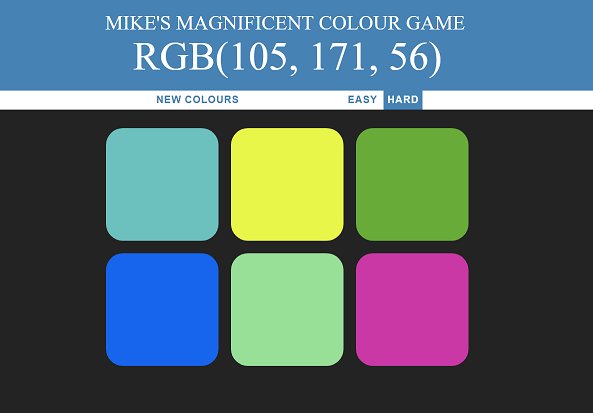 MIKE'S MAGNIFICENT COLOUR GAME
RGB(105, 171, 56)
NEW COLOURS EASY HARD